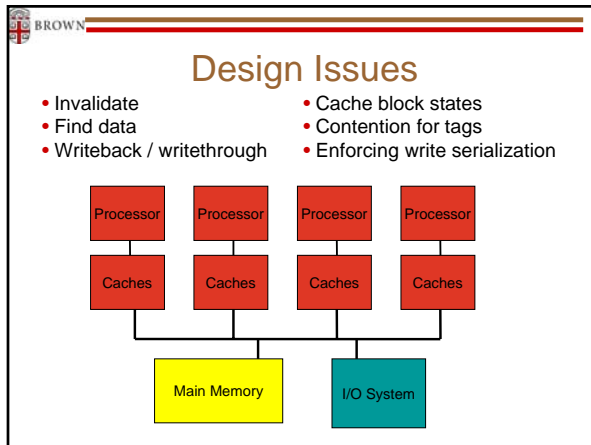 BROWN
Design Issues
• Invalidate
• Find data
• Writeback / writethrough
• Cache block states
• Contention for tags
• Enforcing write serialization
Processor Processor Processor Processor
Caches Caches Caches Caches
Main Memory I/O System